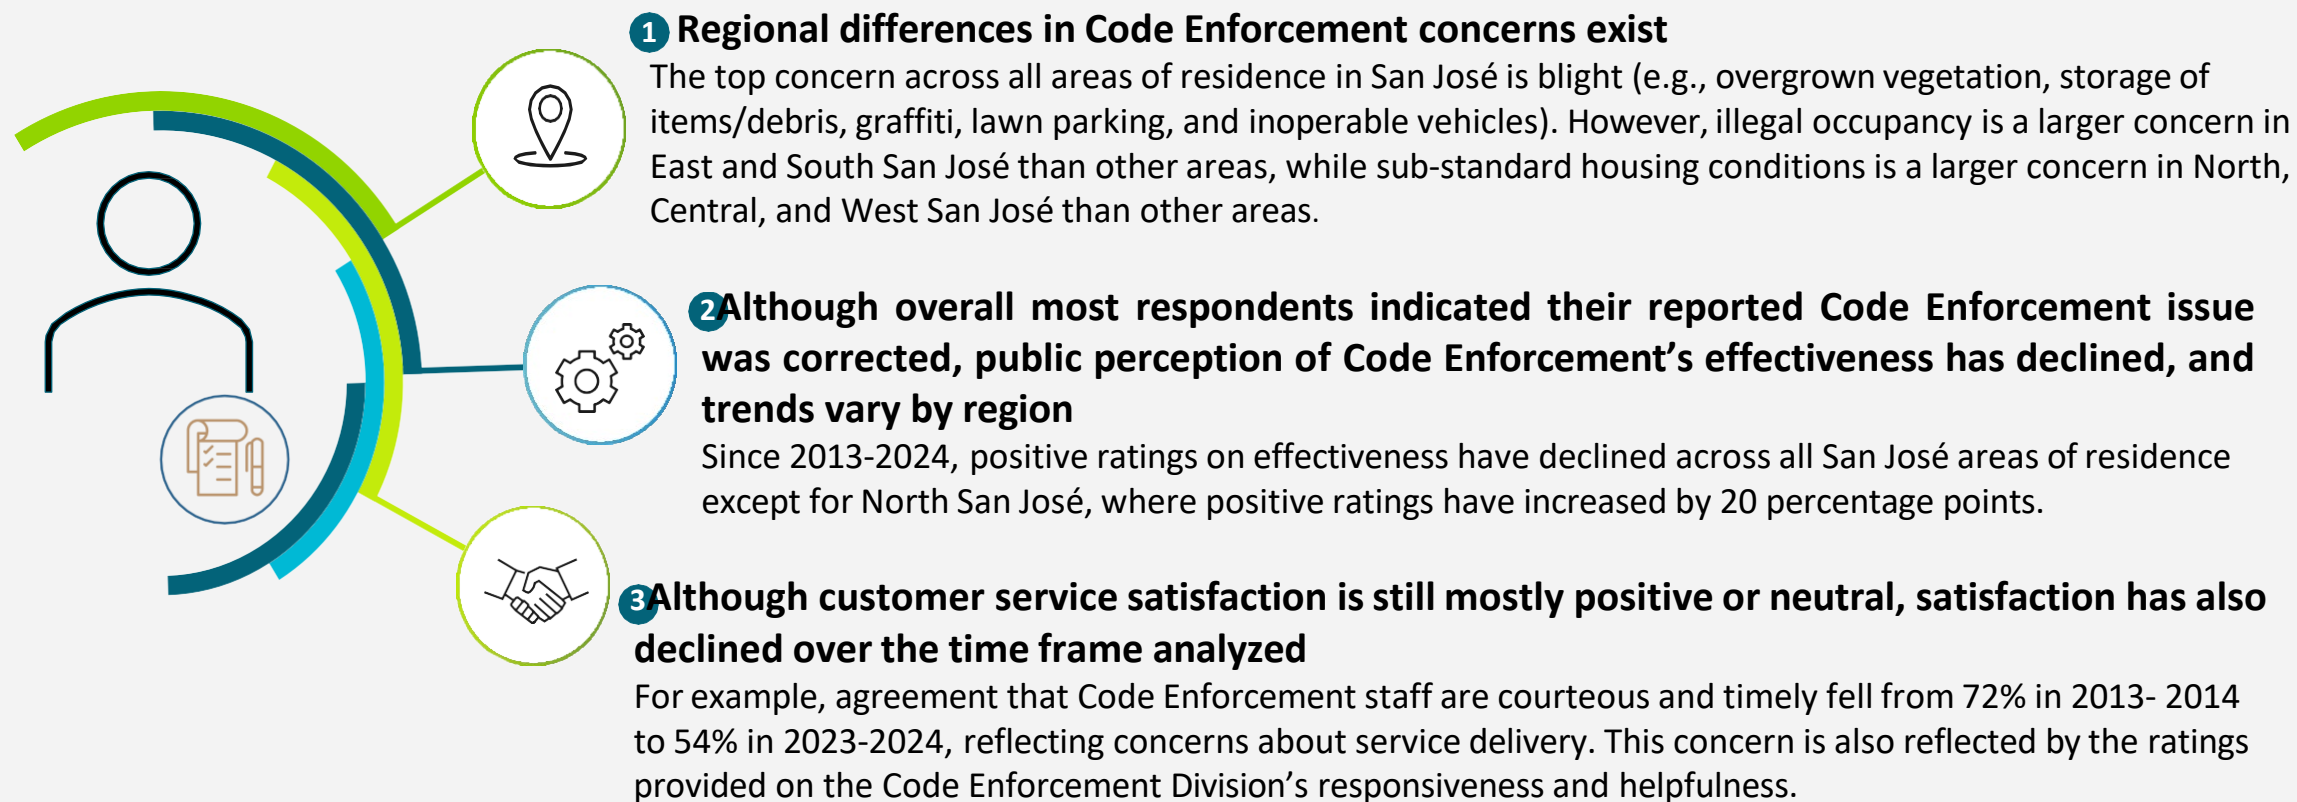 1 Regional differences in Code Enforcement concerns exist
The top concern across all areas of residence in San José is blight (e.g., overgrown vegetation, storage of
items/debris, graffiti, lawn parking, and inoperable vehicles). However, illegal occupancy is a larger concern in
East and South San José than other areas, while sub-standard housing conditions is a larger concern in North,
Central, and West San José than other areas.
2 Although overall most respondents indicated their reported Code Enforcement issue
was corrected, public perception of Code Enforcement’s effectiveness has declined, and
trends vary by region
Since 2013-2024, positive ratings on effectiveness have declined across all San José areas of residence
except for North San José, where positive ratings have increased by 20 percentage points.
3 Although customer service satisfaction is still mostly positive or neutral, satisfaction has also
declined over the time frame analyzed
For example, agreement that Code Enforcement staff are courteous and timely fell from 72% in 2013- 2014
to 54% in 2023-2024, reflecting concerns about service delivery. This concern is also reflected by the ratings
provided on the Code Enforcement Division’s responsiveness and helpfulness.